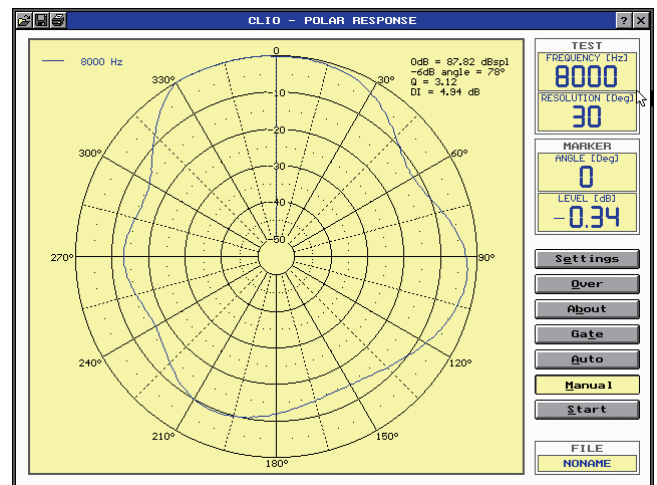 CLIO - POLAR RESPONSE
? X
8000 Hz
0dB = 87.82 dBspl
-6dB angle = 78°
Q = 3.12
DI = 4.94 dB
0
330°
30°
-10
-20
300°
60°
-30
-40
-50
270°
90°
240°
120°
210°
150°
180°
TEST
FREQUENCY [Hz]
8000
RESOLUTION [Deg]
30
MARKER
ANGLE [Deg]
0
LEVEL [dB]
-0.34
Settings
Over
About
Gate
Auto
Manual
Start
FILE
NONAME